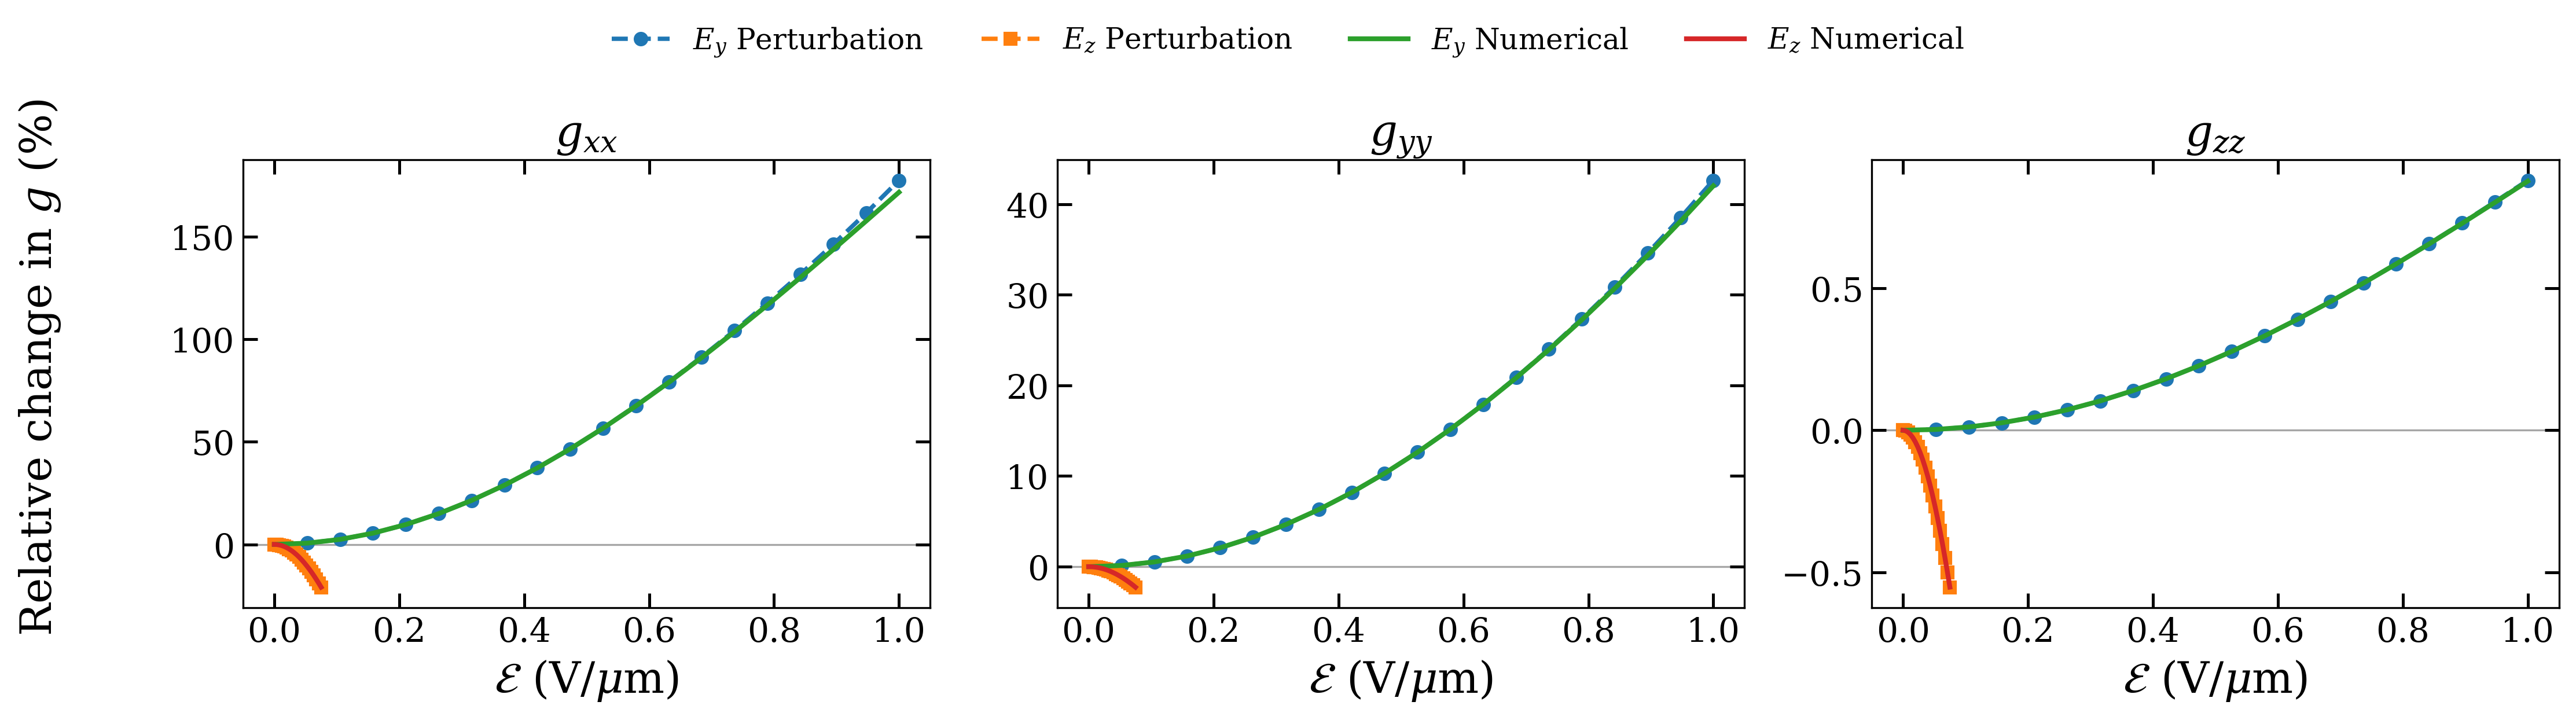 E_y Perturbation E_z Perturbation E_y Numerical E_z Numerical
Relative change in g (%)
g_xx
150
100
50
0
0.0 0.2 0.4 0.6 0.8 1.0
ℰ (V/μm)
g_yy
40
30
20
10
0
0.0 0.2 0.4 0.6 0.8 1.0
ℰ (V/μm)
g_zz
0.5
0.0
−0.5
0.0 0.2 0.4 0.6 0.8 1.0
ℰ (V/μm)